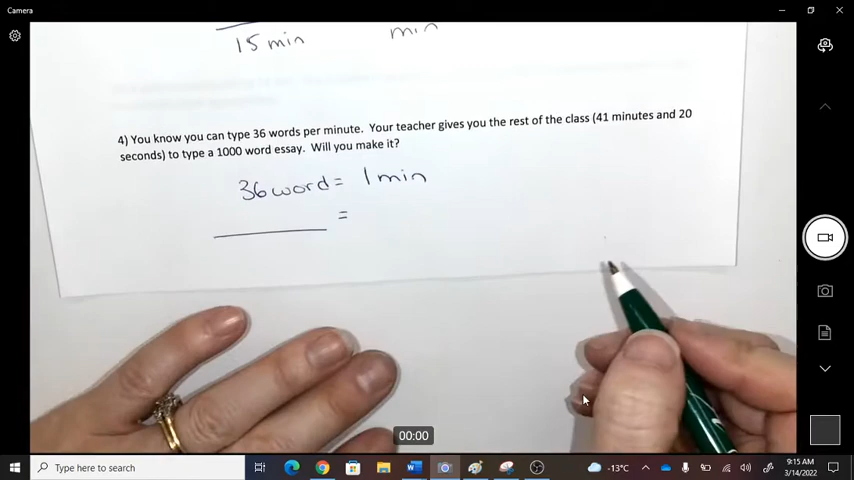 Camera
15 min
min
4) You know you can type 36 words per minute. Your teacher gives you the rest of the class (41 minutes and 20
seconds) to type a 1000 word essay. Will you make it?
36 word = 1 min
=
00:00
Type here to search
-13°C
9:15 AM
3/14/2022